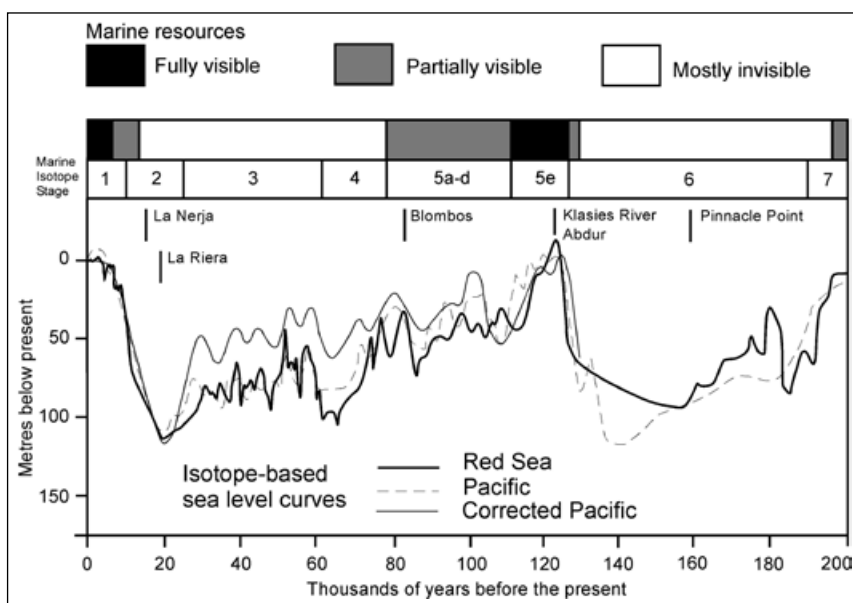 Marine resources
Fully visible
Partially visible
Mostly invisible
Marine
Isotope
Stage
1 2 3 4 5a-d 5e 6 7
La Nerja
Blombos
Klasies River
Abdur
Pinnacle Point
La Riera
0
50
100
150
Metres below present
Isotope-based
sea level curves
Red Sea
Pacific
Corrected Pacific
0 20 40 60 80 100 120 140 160 180 200
Thousands of years before the present